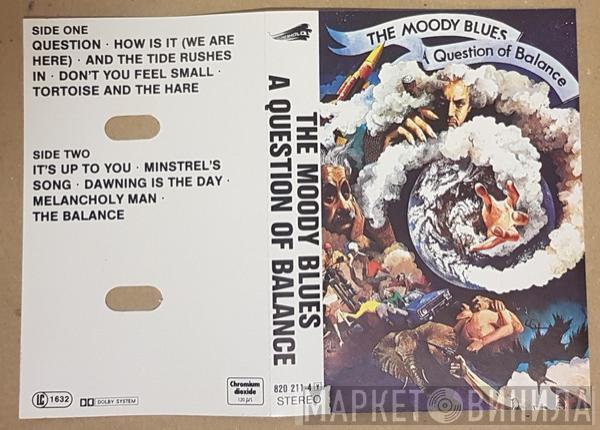 SIDE ONE
QUESTION · HOW IS IT (WE ARE
HERE) · AND THE TIDE RUSHES
IN · DON'T YOU FEEL SMALL ·
TORTOISE AND THE HARE
SIDE TWO
IT'S UP TO YOU · MINSTREL'S
SONG · DAWNING IS THE DAY ·
MELANCHOLY MAN ·
THE BALANCE
LC 1632
DOLBY SYSTEM
Chromium
dioxide
120 µs
THE MOODY BLUES
A QUESTION OF BALANCE
820 211-4 Y
STEREO
THE MOODY BLUES
A Question of Balance
МАРКЕТ ВИНИЛА